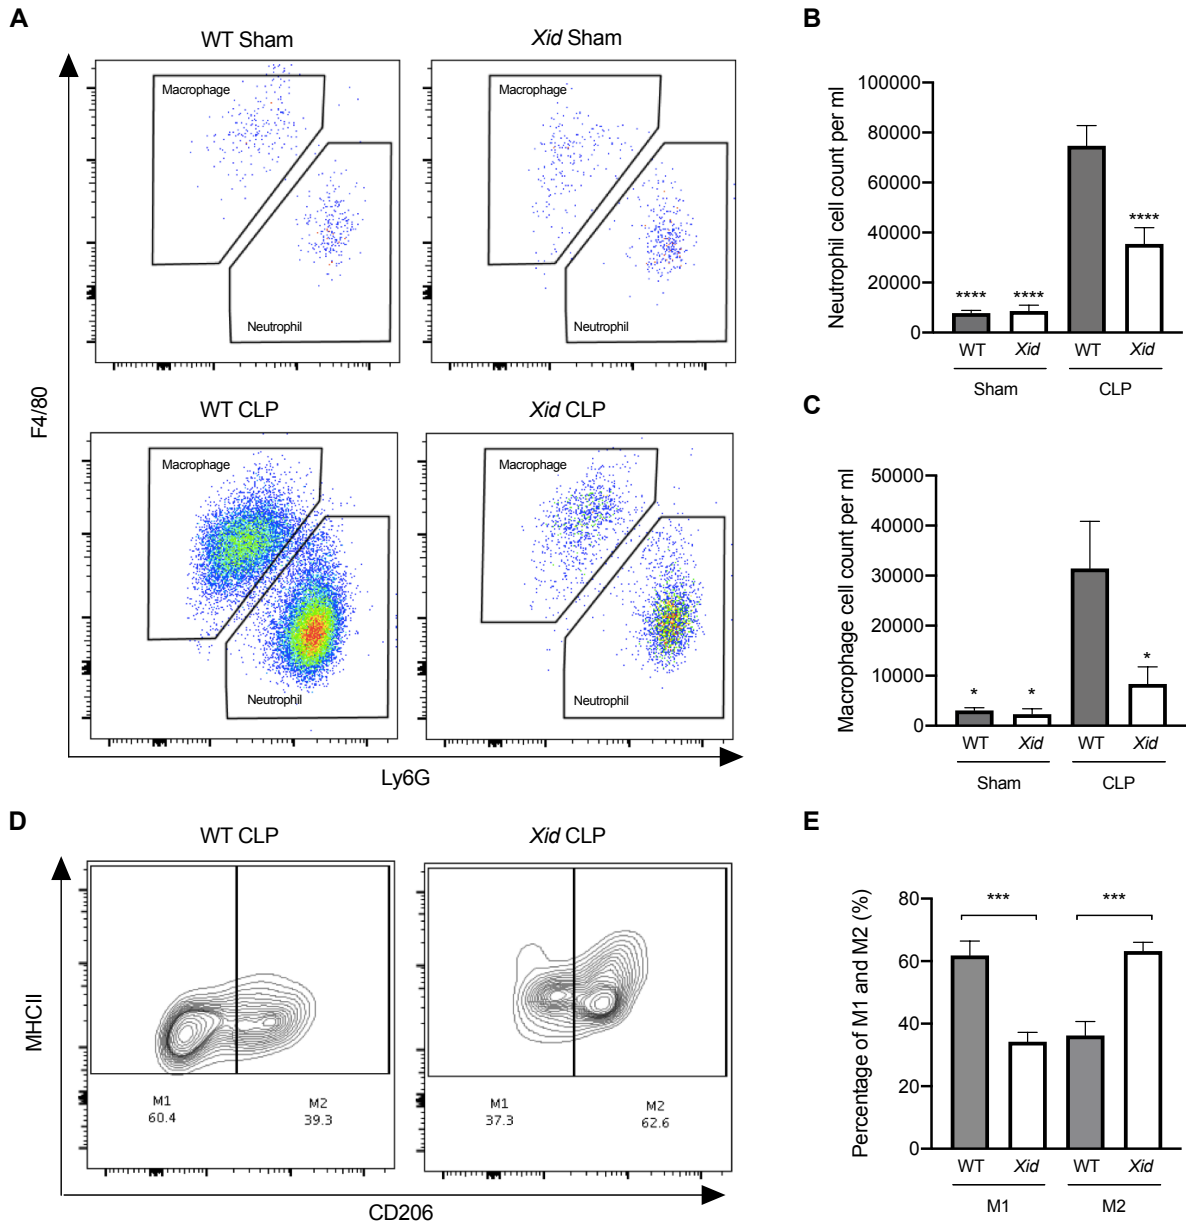 A
WT Sham
Xid Sham
Macrophage
Neutrophil
Macrophage
Neutrophil
WT CLP
Xid CLP
Macrophage
Neutrophil
Macrophage
Neutrophil
F4/80
Ly6G
B
Neutrophil cell count per ml
100000
80000
60000
40000
20000
0
****
****
****
WT
Xid
WT
Xid
Sham
CLP
C
Macrophage cell count per ml
50000
40000
30000
20000
10000
0
*
*
*
WT
Xid
WT
Xid
Sham
CLP
D
WT CLP
Xid CLP
MHCII
M1
60.4
M2
39.3
M1
37.3
M2
62.6
CD206
E
Percentage of M1 and M2 (%)
80
60
40
20
0
***
***
WT
Xid
WT
Xid
M1
M2